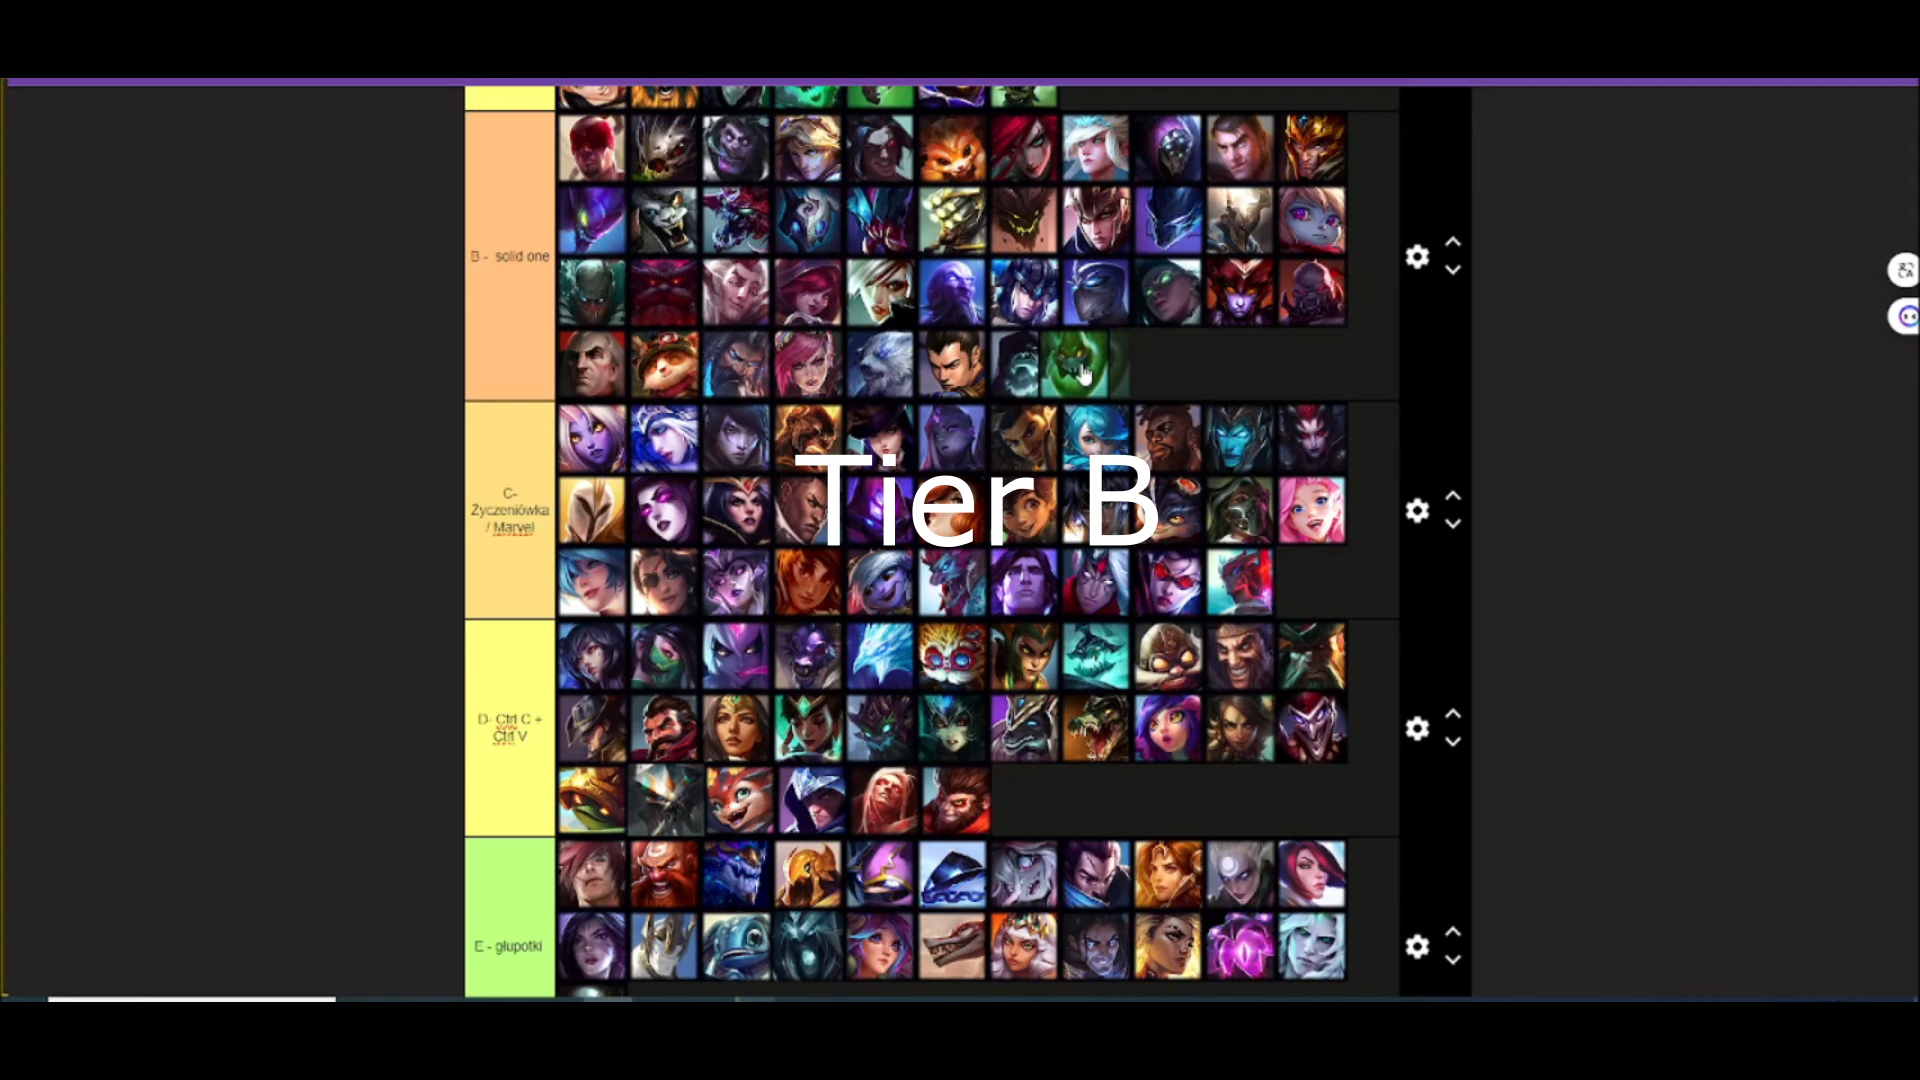 B - solid one
C-
Życzeniówka
/ Marvel
Tier B
D- Ctrl C +
Ctrl V
E - głupotki